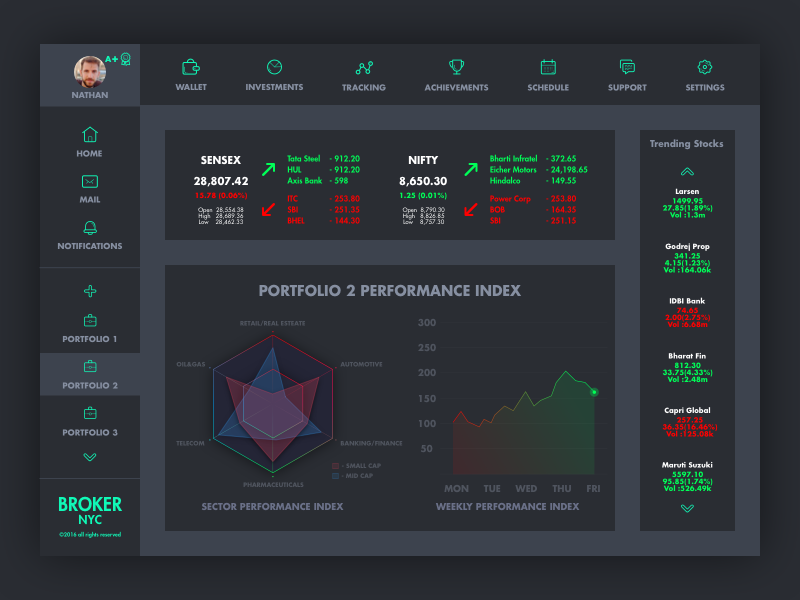 A+
NATHAN
WALLET
INVESTMENTS
TRACKING
ACHIEVEMENTS
SCHEDULE
SUPPORT
SETTINGS
HOME
MAIL
NOTIFICATIONS
PORTFOLIO 1
PORTFOLIO 2
PORTFOLIO 3
BROKER
NYC
©2016 all rights reserved
SENSEX
28,807.42
15.78 (0.06%)
Open 28,554.38
High 28,689.36
Low 28,462.33
Tata Steel - 912.20
HUL - 912.20
Axis Bank - 598
ITC - 253.80
SBI - 251.35
BHEL - 144.30
NIFTY
8,650.30
1.25 (0.01%)
Open 8,790.30
High 8,826.85
Low 8,757.30
Bharti Infratel - 372.65
Eicher Motors - 24,198.65
Hindalco - 149.55
Power Corp - 253.80
BOB - 164.35
SBI - 251.15
PORTFOLIO 2 PERFORMANCE INDEX
RETAIL/REAL ESTRATE
OIL&GAS
AUTOMOTIVE
TELECOM
BANKING/FINANCE
PHARMACEUTICALS
- SMALL CAP
- MID CAP
SECTOR PERFORMANCE INDEX
300
250
200
150
100
50
MON
TUE
WED
THU
FRI
WEEKLY PERFORMANCE INDEX
Trending Stocks
Larsen
1499.95
27.85(1.89%)
Vol :1.3m
Godrej Prop
341.25
4.15(1.23%)
Vol :164.06k
IDBI Bank
74.65
2.00(2.75%)
Vol :6.68m
Bharat Fin
812.30
33.75(4.33%)
Vol :2.48m
Capri Global
257.25
36.35(16.46%)
Vol :125.08k
Maruti Suzuki
5597.10
95.85(1.74%)
Vol :526.49k